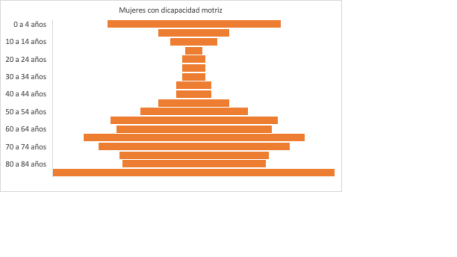 Mujeres con dicapacidad motriz
0 a 4 años
10 a 14 años
20 a 24 años
30 a 34 años
40 a 44 años
50 a 54 años
60 a 64 años
70 a 74 años
80 a 84 años